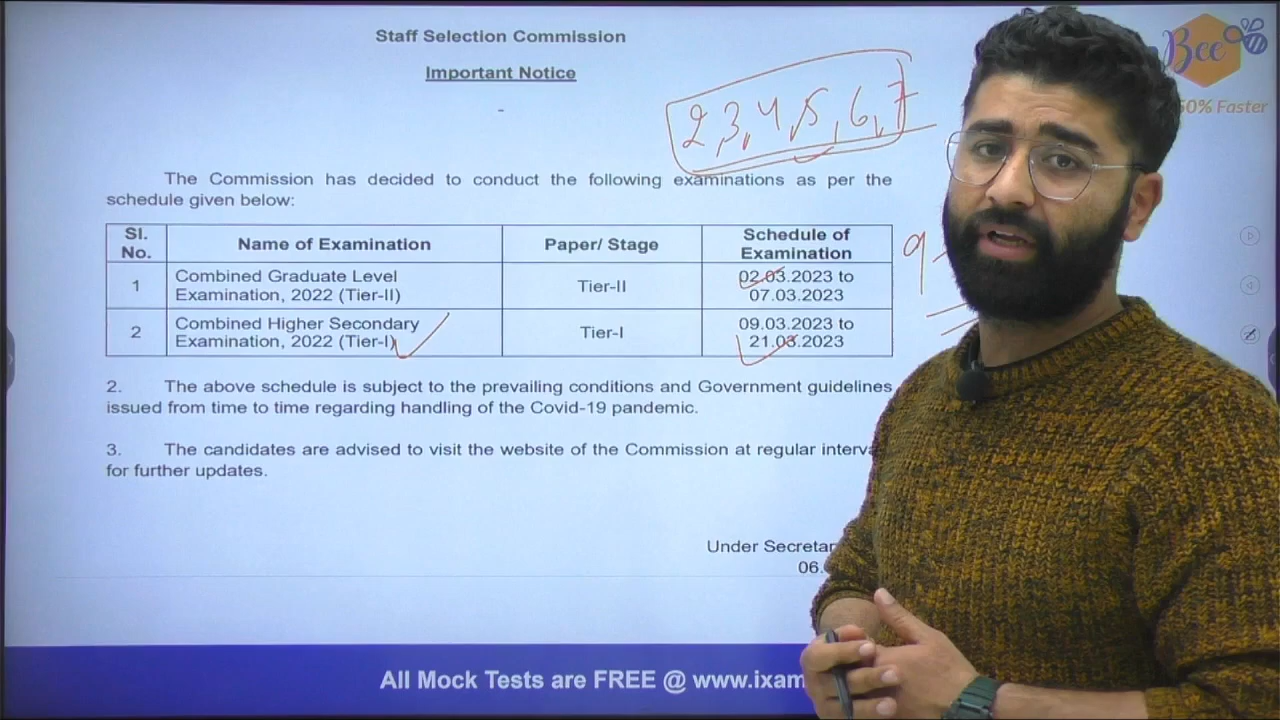 Staff Selection Commission
Important Notice
-
2,3,4,5,6,7
Bee
50% Faster
The Commission has decided to conduct the following examinations as per the
schedule given below:
Sl. No. Name of Examination Paper/ Stage Schedule of Examination
1 Combined Graduate Level Examination, 2022 (Tier-II) Tier-II 02.03.2023 to 07.03.2023
2 Combined Higher Secondary Examination, 2022 (Tier-I) Tier-I 09.03.2023 to 21.03.2023
9
2. The above schedule is subject to the prevailing conditions and Government guidelines
issued from time to time regarding handling of the Covid-19 pandemic.
3. The candidates are advised to visit the website of the Commission at regular
for further updates.
Under
06.
All Mock Tests are FREE @ www.ixam